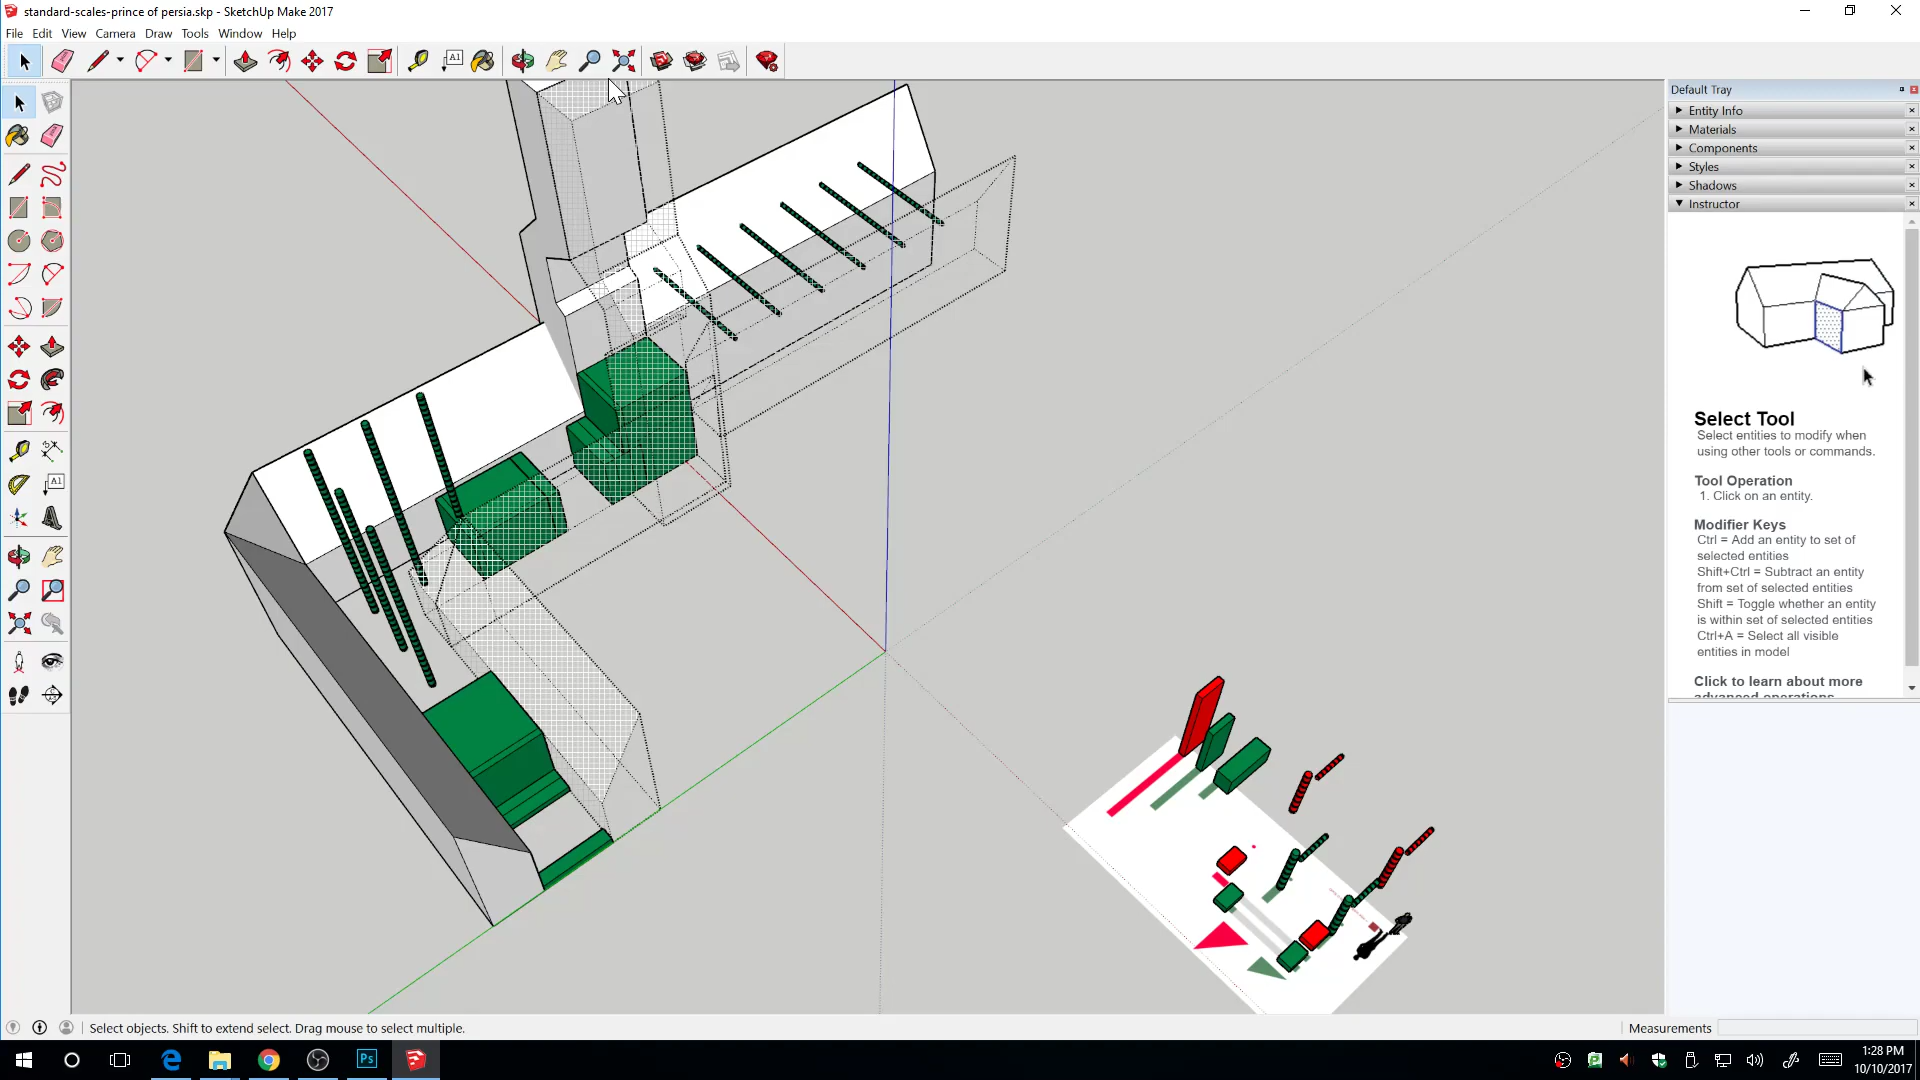 standard-scales-prince of persia.skp - SketchUp Make 2017
File Edit View Camera Draw Tools Window Help
A1
Default Tray
Entity Info
Materials
Components
Styles
Shadows
Instructor
A1
Select Tool
Select entities to modify when
using other tools or commands.
Tool Operation
1. Click on an entity.
Modifier Keys
Ctrl = Add an entity to set of
selected entities
Shift+Ctrl = Subtract an entity
from set of selected entities
Shift = Toggle whether an entity
is within set of selected entities
Ctrl+A = Select all visible
entities in model
Click to learn about more
advanced operations
Select objects. Shift to extend select. Drag mouse to select multiple.
Measurements
Ps
1:28 PM
10/10/2017